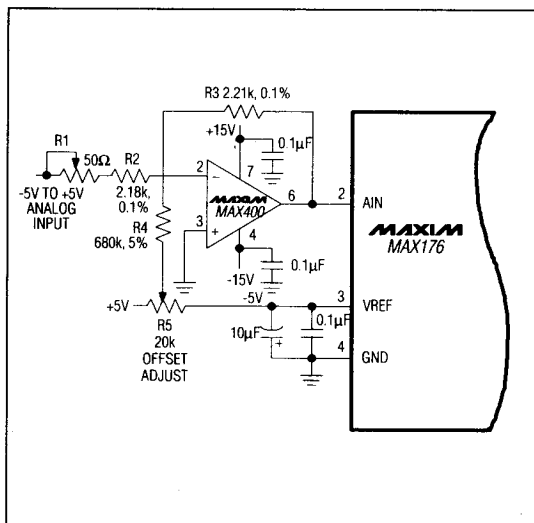 R3 2.21k, 0.1%
+15V
0.1µF
R1
50Ω
R2
2
7
-5V TO +5V
ANALOG
INPUT
2.18k,
0.1%
MAXIM
MAX400
6
2
AIN
R4
680k, 5%
3
4
MAXIM
MAX176
-15V
0.1µF
+5V
-5V
3
VREF
R5
20k
OFFSET
ADJUST
10µF
+
0.1µF
4
GND